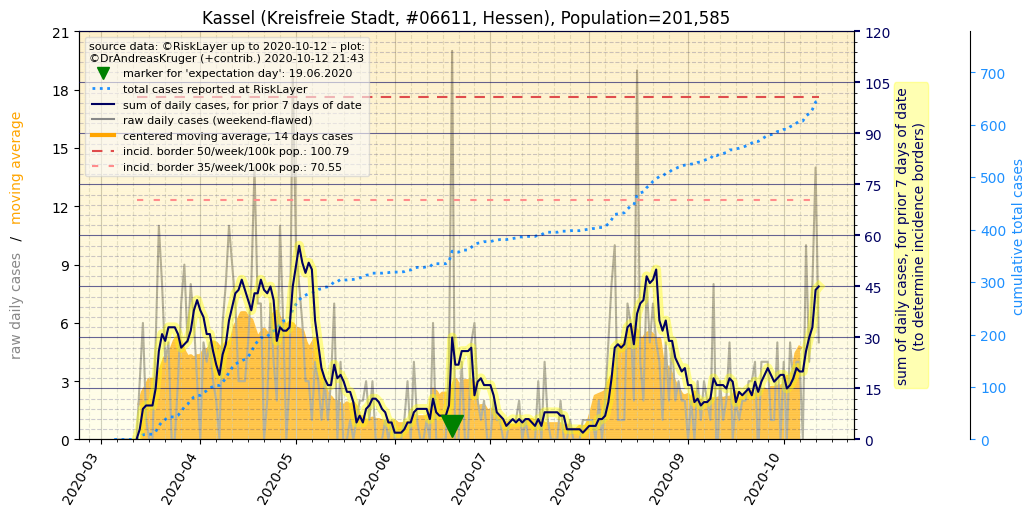 Kassel (Kreisfreie Stadt, #06611, Hessen), Population=201,585
source data: ©RiskLayer up to 2020-10-12 – plot:
©DrAndreasKruger (+contrib.) 2020-10-12 21:43
marker for 'expectation day': 19.06.2020
total cases reported at RiskLayer
sum of daily cases, for prior 7 days of date
raw daily cases (weekend-flawed)
centered moving average, 14 days cases
incid. border 50/week/100k pop.: 100.79
incid. border 35/week/100k pop.: 70.55
raw daily cases / moving average
21
18
15
12
9
6
3
0
120
105
90
75
60
45
30
15
0
sum of daily cases, for prior 7 days of date
(to determine incidence borders)
700
600
500
400
300
200
100
0
cumulative total cases
2020-03
2020-04
2020-05
2020-06
2020-07
2020-08
2020-09
2020-10